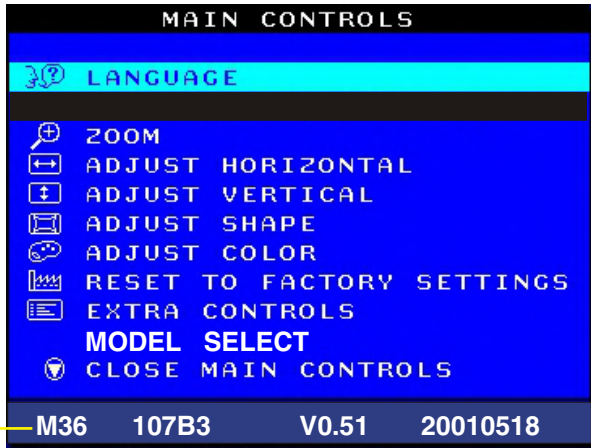 MAIN CONTROLS
LANGUAGE
ZOOM
ADJUST HORIZONTAL
ADJUST VERTICAL
ADJUST SHAPE
ADJUST COLOR
RESET TO FACTORY SETTINGS
EXTRA CONTROLS
MODEL SELECT
CLOSE MAIN CONTROLS
M36 107B3 V0.51 20010518